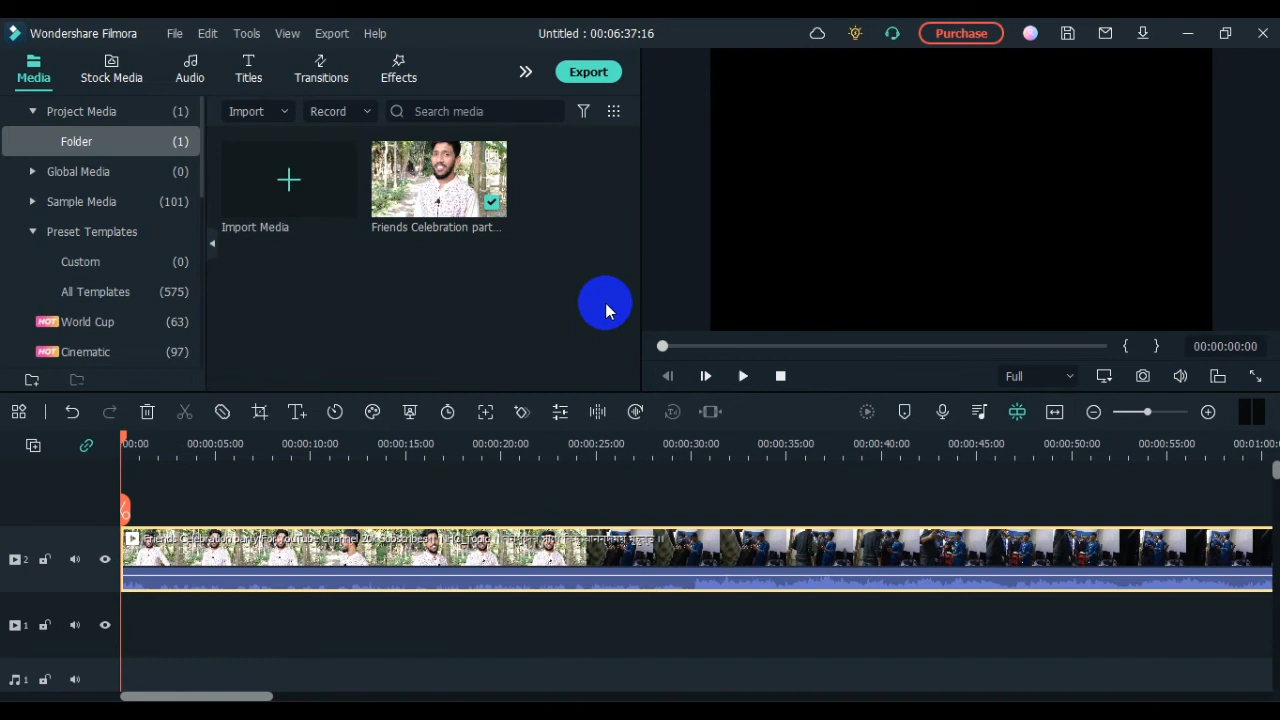 Wondershare Filmora File Edit Tools View Export Help Untitled : 00:06:37:16 Purchase
Media Stock Media Audio Titles Transitions Effects Export
Project Media (1)
Folder (1)
Global Media (0)
Sample Media (101)
Preset Templates
Custom (0)
All Templates (575)
HOT World Cup (63)
HOT Cinematic (97)
Import Record Search media
Import Media
Friends Celebration part...
{ } 00:00:00:00
Full
:00:00 00:00:05:00 00:00:10:00 00:00:15:00 00:00:20:00 00:00:25:00 00:00:30:00 00:00:35:00 00:00:40:00 00:00:45:00 00:00:50:00 00:00:55:00 00:01:00:
Friends Celebration party For YouTube Channel 20k Subscribes
2
1
1